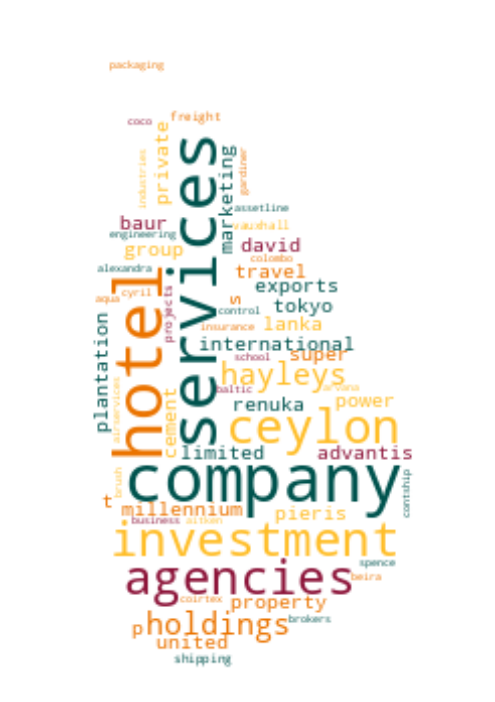 packaging
coco
freight
industries
private
services
marketing
gardiner
assetline
baur
vauxhall
engineering
group
david
colombo
alexandra
travel
hotel
exports
aqua
cyril
s
tokyo
projects
control
plantation
insurance
lanka
international
school
super
hayleys
airservices
cement
baltic
arvana
renuka
power
ceylon
limited
advantis
company
brush
contship
t
millennium
pieris
business
aitken
investment
spence
agencies
beira
coirtex
property
p
holdings
brokers
united
shipping